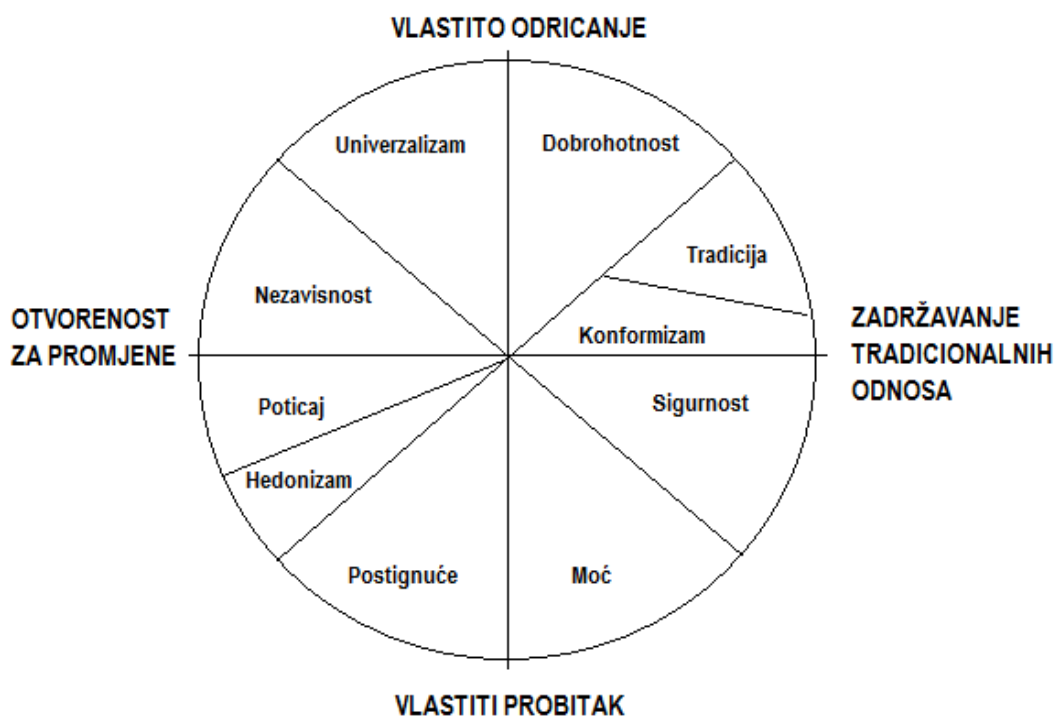 VLASTITO ODRICANJE
Univerzalizam
Dobrohotnost
Tradicija
Nezavisnost
OTVORENOST
ZA PROMJENE
Konformizam
ZADRŽAVANJE
TRADICIONALNIH
ODNOSA
Poticaj
Sigurnost
Hedonizam
Postignuće
Moć
VLASTITI PROBITAK